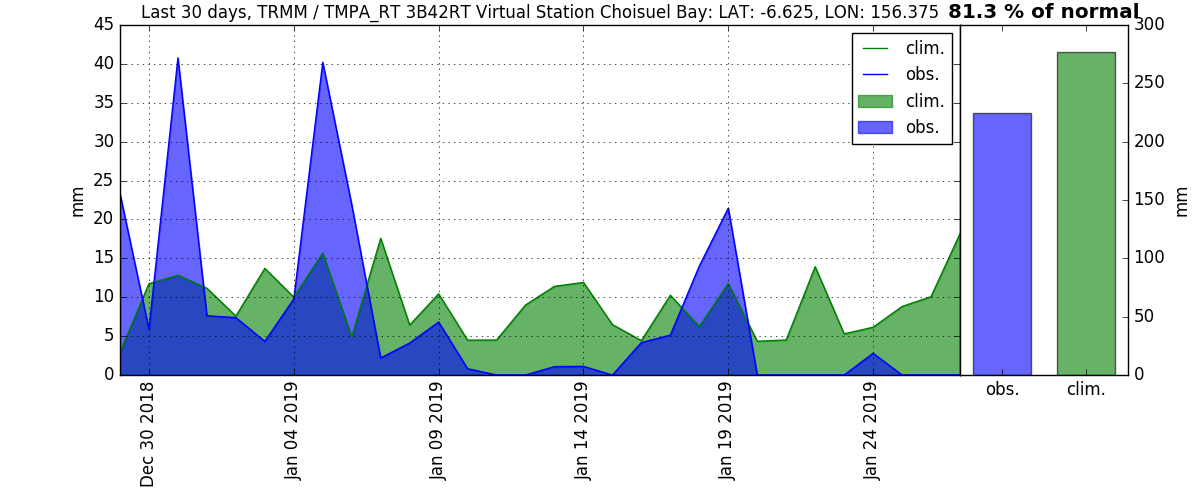 Last 30 days, TRMM / TMPA_RT 3B42RT Virtual Station Choisuel Bay: LAT: -6.625, LON: 156.375
81.3 % of normal
45
40
35
30
25
20
15
10
5
0
mm
clim.
obs.
clim.
obs.
300
250
200
150
100
50
0
mm
Dec 30 2018
Jan 04 2019
Jan 09 2019
Jan 14 2019
Jan 19 2019
Jan 24 2019
obs.
clim.